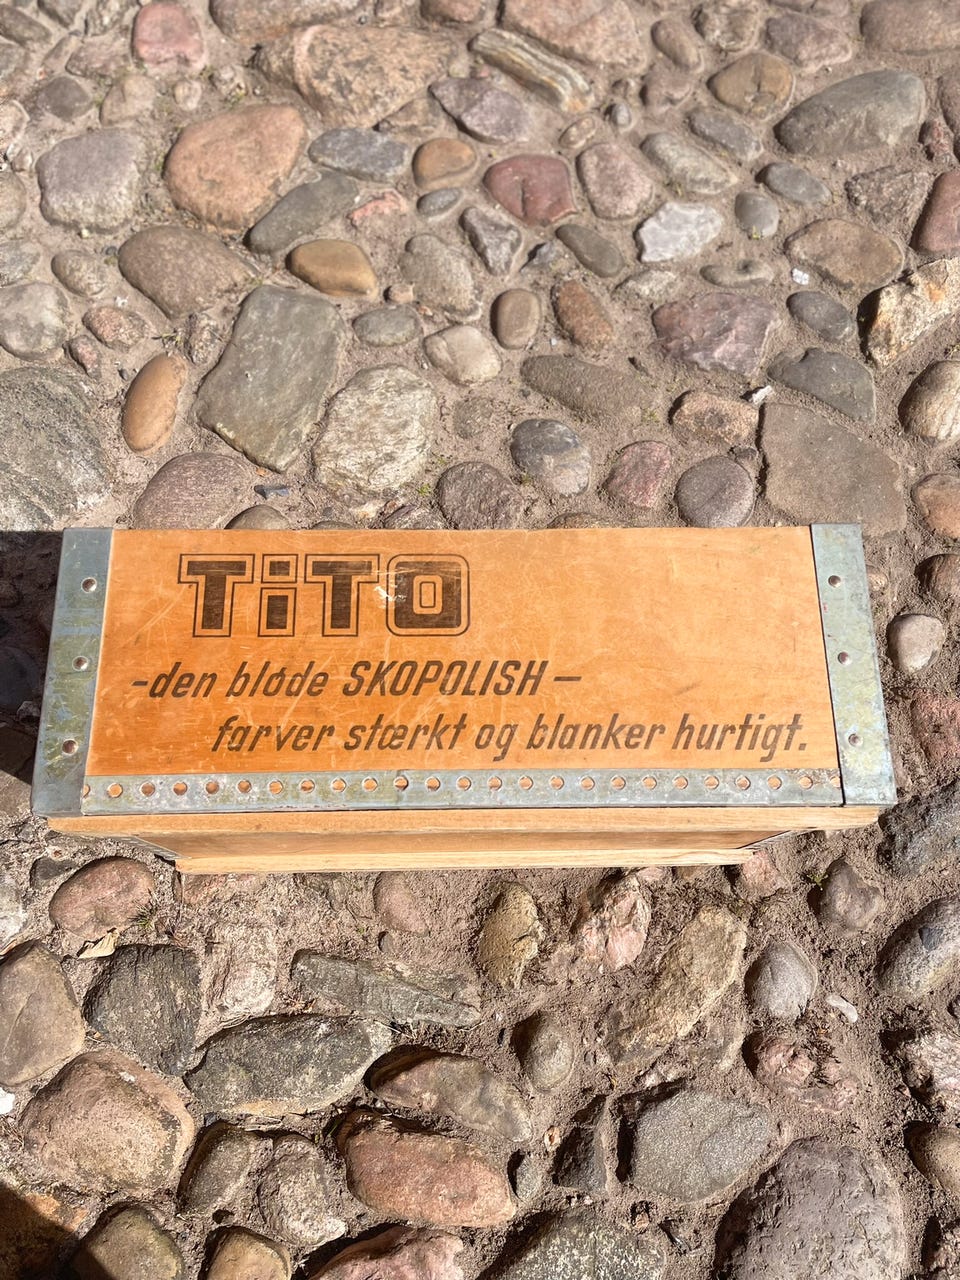 TiTO
-den bløde SKOPOLISH-
farver stærkt og blanker hurtigt.